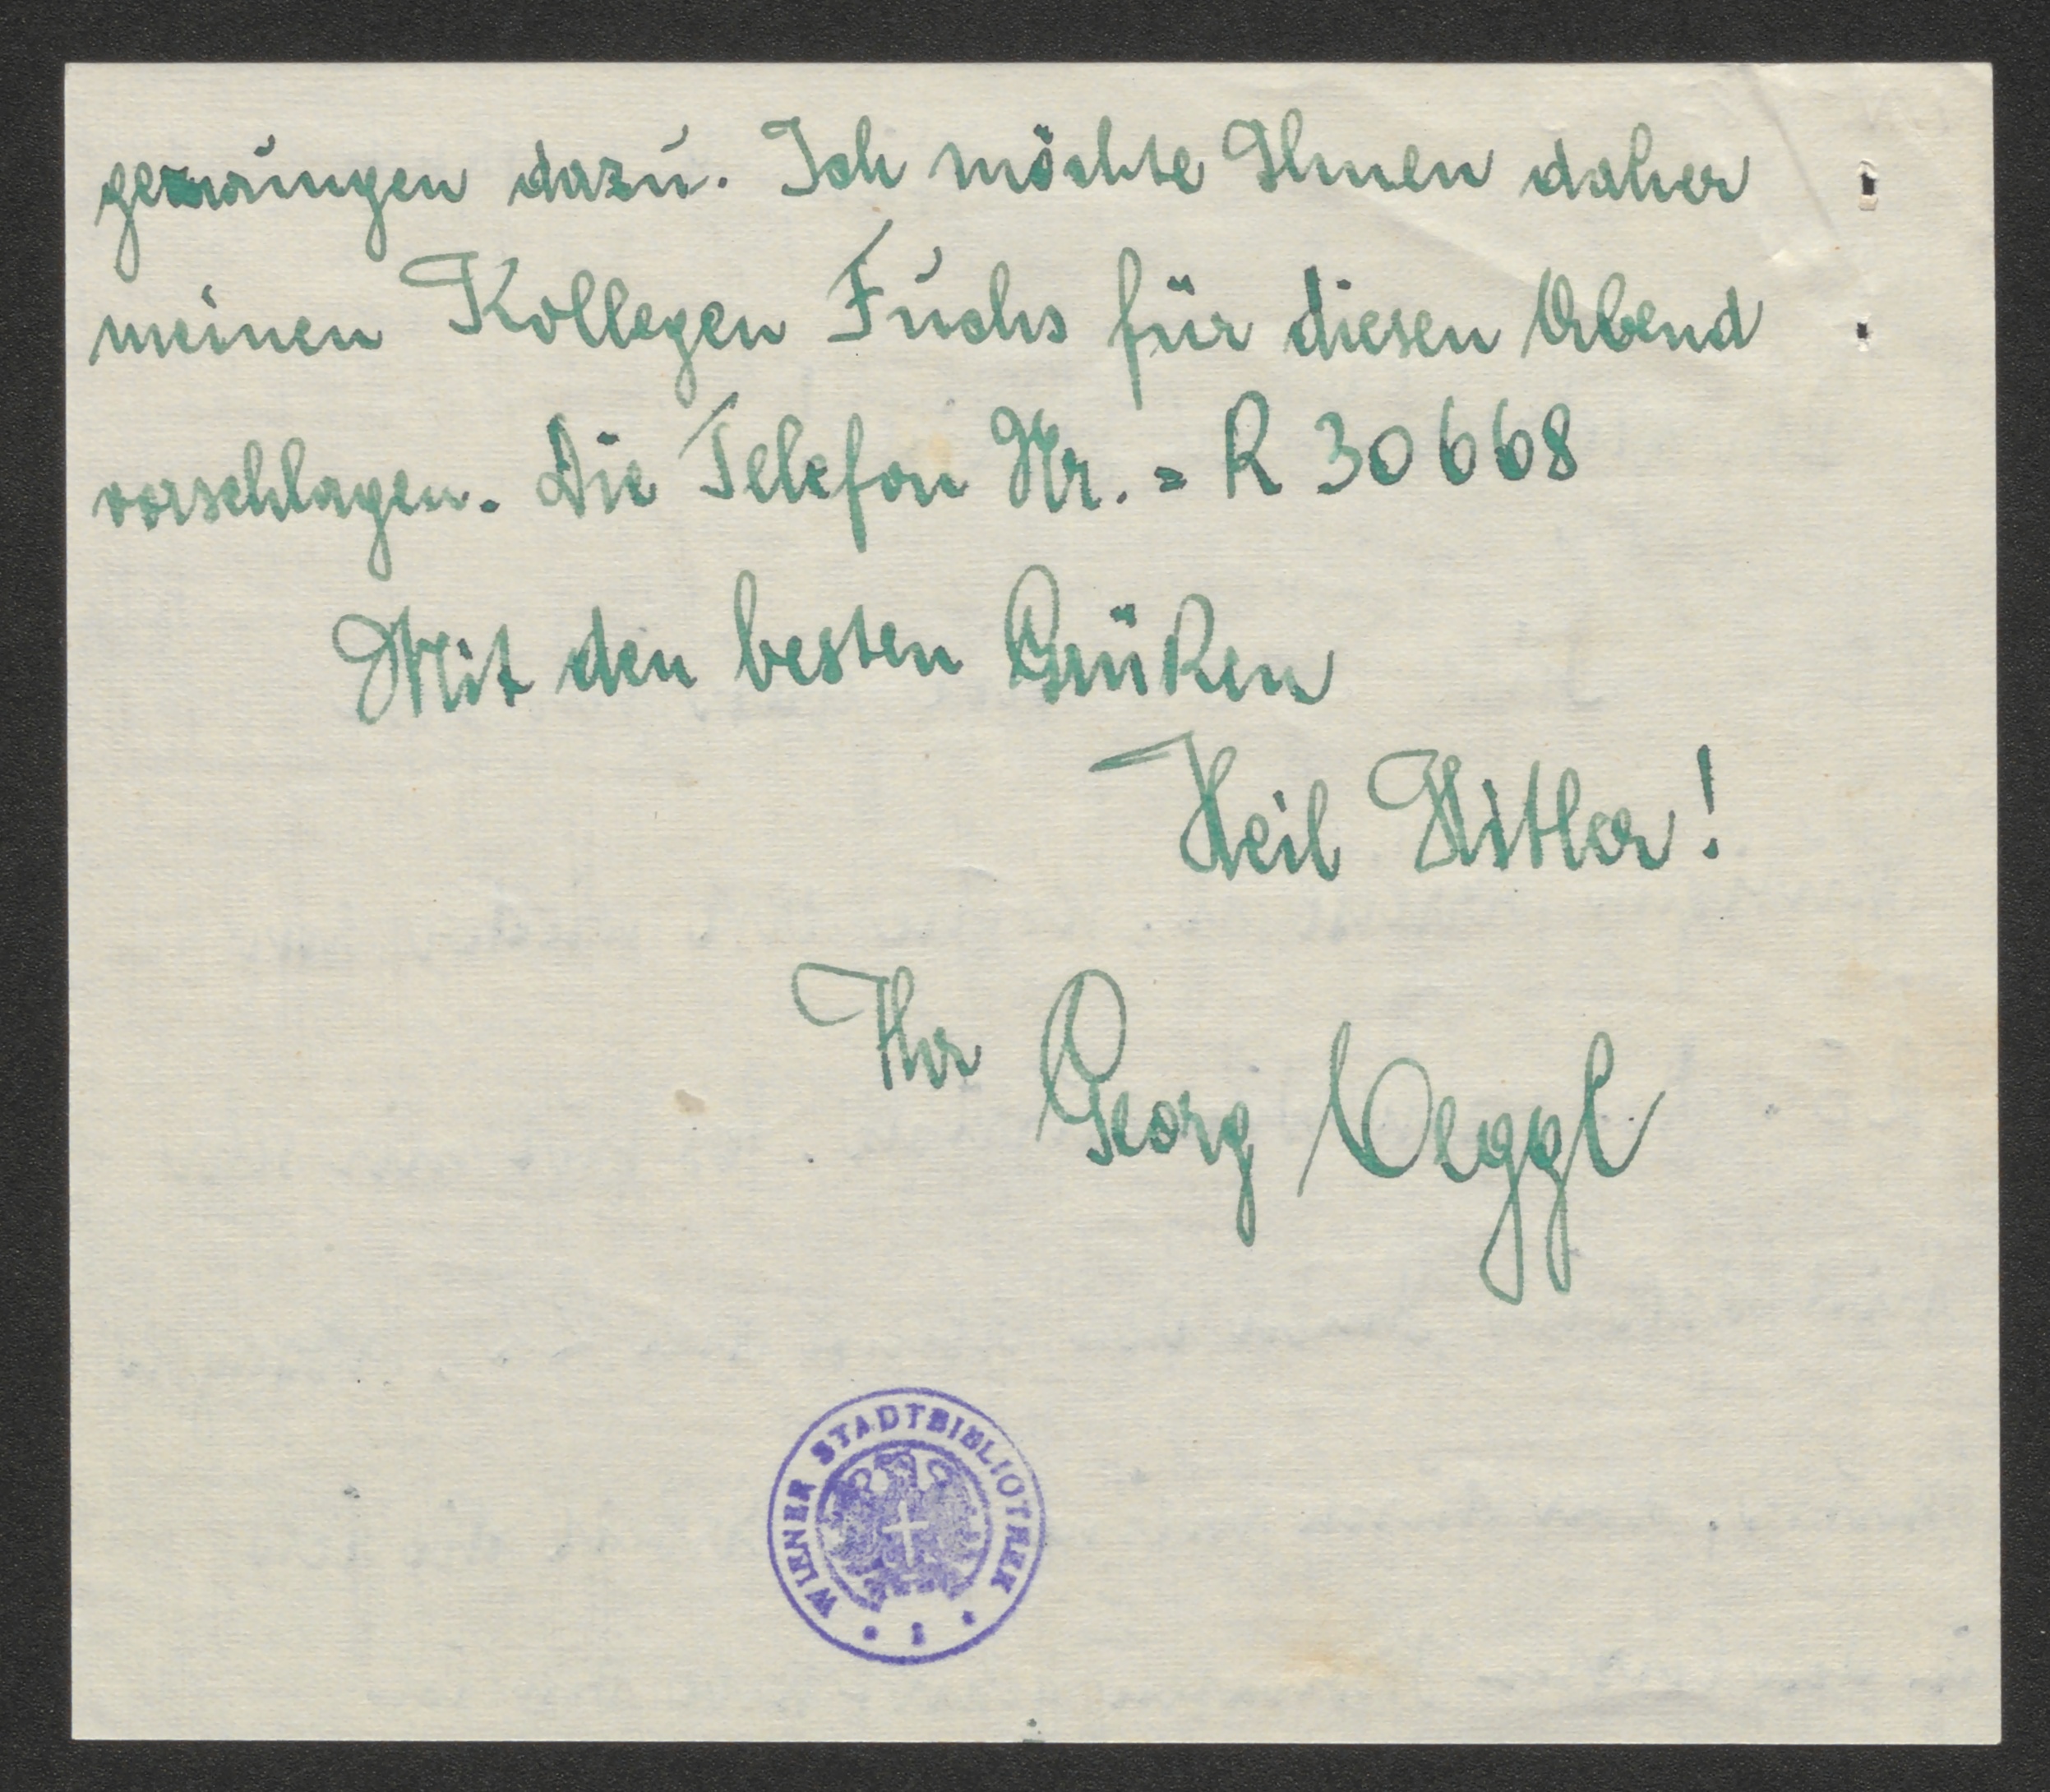 gezwungen dazu. Ich möchte Ihnen daher
meinen Kollegen Fuchs für diesen Abend
vorschlagen. Die Telefon Nr. = R 30668
Mit den besten Grüßen
Heil Hitler!
Ihr Georg Oeggl
WIENER STADTBIBLIOTHEK
1